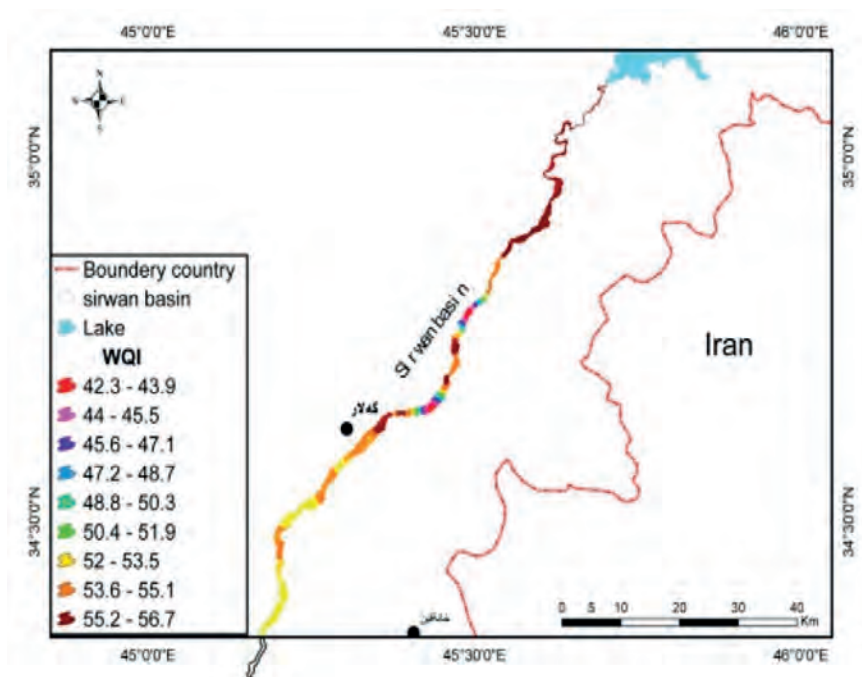 45°0'0"E 45°30'0"E 46°0'0"E
N
35°0'0"N 35°0'0"N
Boundery country
sirwan basin
Lake
WQI
42.3 - 43.9
44 - 45.5
45.6 - 47.1
47.2 - 48.7
48.8 - 50.3
50.4 - 51.9
52 - 53.5
53.6 - 55.1
55.2 - 56.7
Sirwan basin
Iran
کەلار
خانەقین
34°30'0"N 34°30'0"N
0 5 10 20 30 40
Km
45°0'0"E 45°30'0"E 46°0'0"E